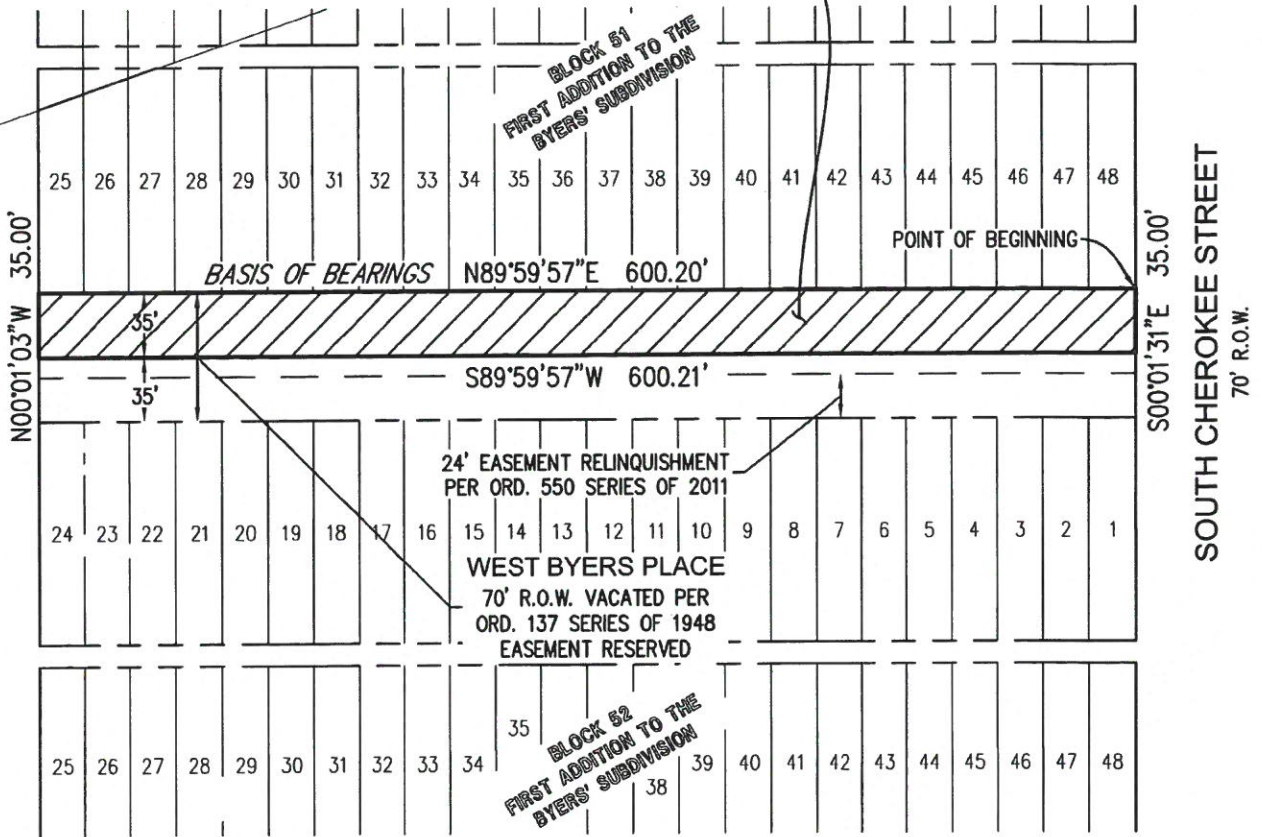 BLOCK 51
FIRST ADDITION TO THE
BYERS' SUBDIVISION
25 26 27 28 29 30 31 32 33 34 35 36 37 38 39 40 41 42 43 44 45 46 47 48
POINT OF BEGINNING
BASIS OF BEARINGS N89°59'57"E 600.20'
N00°01'03"W 35.00'
35'
35'
S89°59'57"W 600.21'
S00°01'31"E 35.00'
SOUTH CHEROKEE STREET
70' R.O.W.
24' EASEMENT RELINQUISHMENT
PER ORD. 550 SERIES OF 2011
24 23 22 21 20 19 18 17 16 15 14 13 12 11 10 9 8 7 6 5 4 3 2 1
WEST BYERS PLACE
70' R.O.W. VACATED PER
ORD. 137 SERIES OF 1948
EASEMENT RESERVED
BLOCK 52
FIRST ADDITION TO THE
BYERS' SUBDIVISION
25 26 27 28 29 30 31 32 33 34 35 38 39 40 41 42 43 44 45 46 47 48